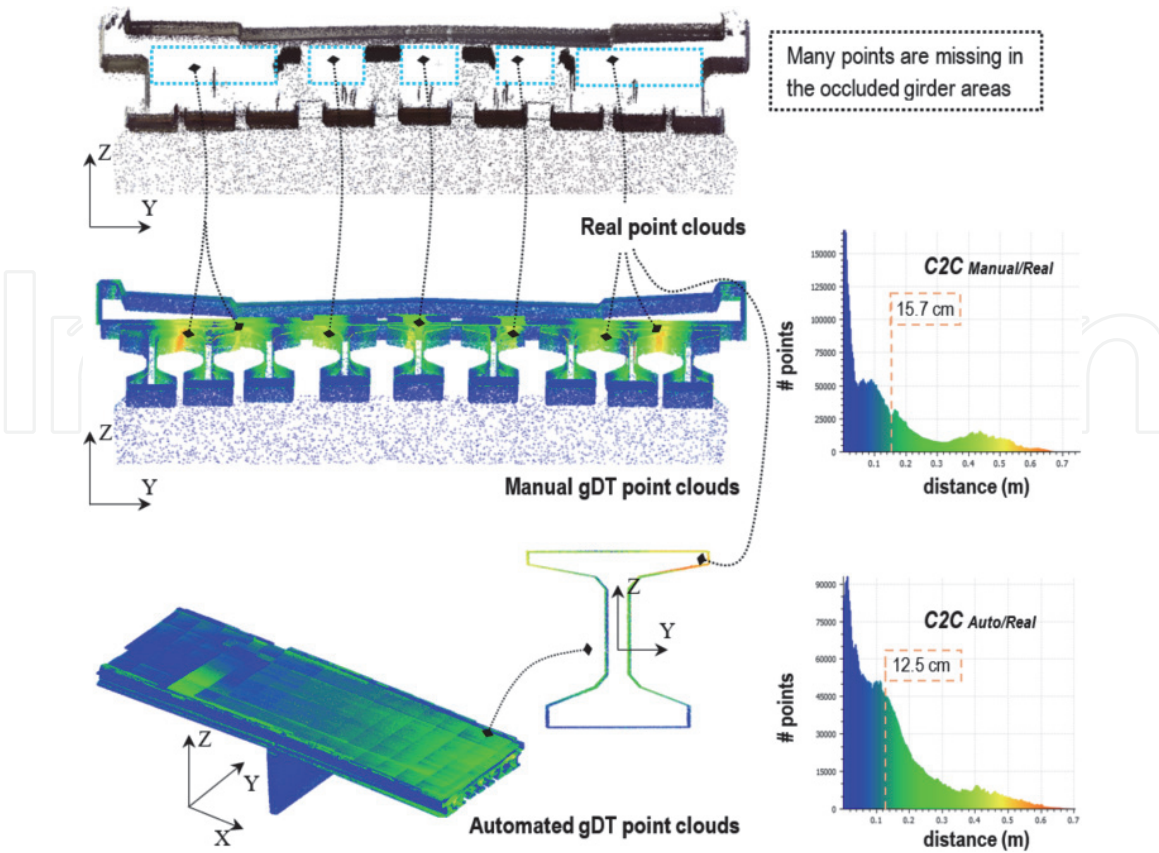 Many points are missing in
the occluded girder areas
Z
Y
Real point clouds
C2C Manual/Real
15.7 cm
150000
125000
100000
75000
50000
25000
0
# points
0.1 0.2 0.3 0.4 0.5 0.6 0.7
distance (m)
Z
Y
Manual gDT point clouds
Z
Y
C2C Auto/Real
12.5 cm
90000
75000
60000
45000
30000
15000
0
# points
0.1 0.2 0.3 0.4 0.5 0.6 0.7
distance (m)
Z
Y
X
Automated gDT point clouds